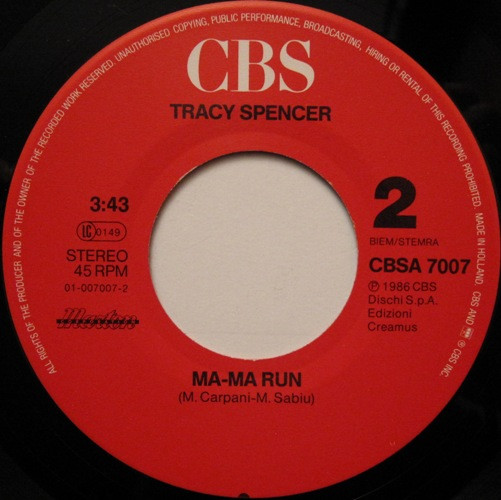 ALL RIGHTS OF THE PRODUCER AND OF THE OWNER OF THE RECORDED WORK RESERVED. UNAUTHORISED COPYING, PUBLIC PERFORMANCE, BROADCASTING, HIRING OR RENTAL OF THIS RECORDING PROHIBITED. MADE IN HOLLAND. CBS AND ® CBS INC.
CBS
TRACY SPENCER
3:43
LC 0149
STEREO
45 RPM
01-007007-2
2
BIEM/STEMRA
CBSA 7007
℗ 1986 CBS
Dischi S.p.A.
Edizioni
Creamus
MA-MA RUN
(M. Carpani-M. Sabiu)